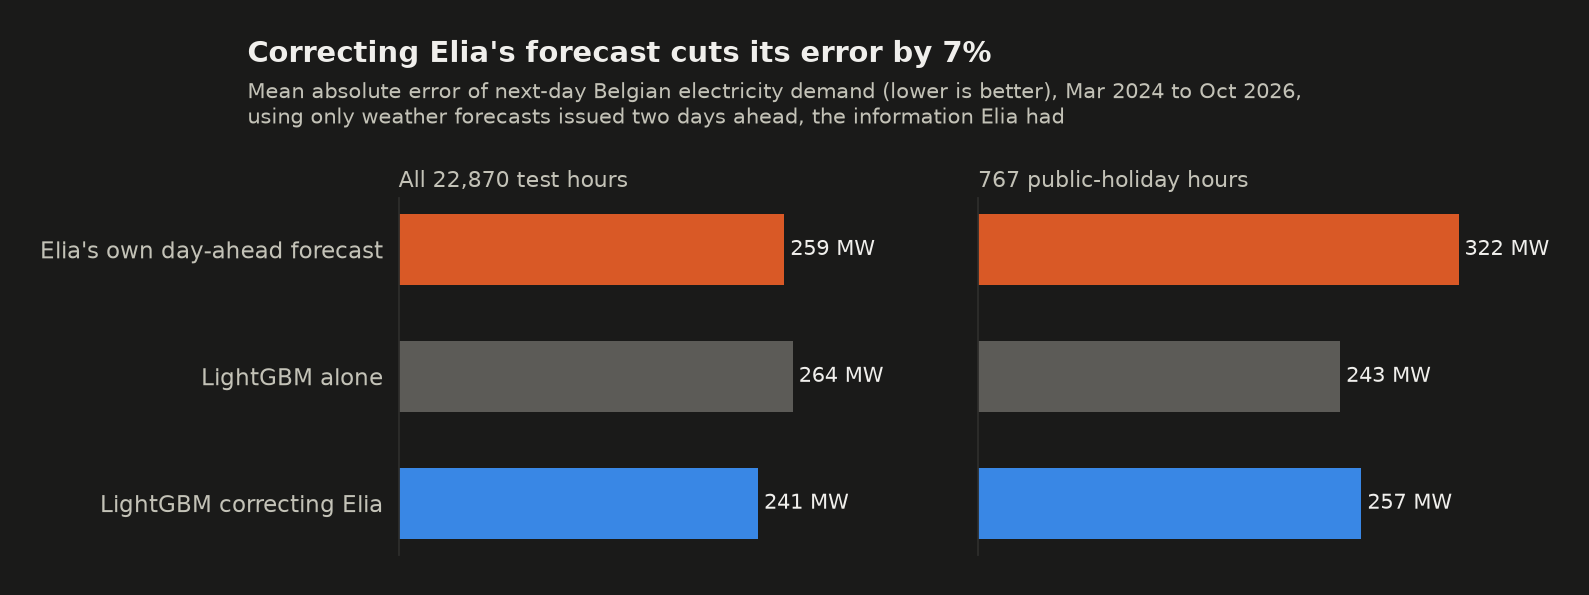 Correcting Elia's forecast cuts its error by 7%
Mean absolute error of next-day Belgian electricity demand (lower is better), Mar 2024 to Oct 2026,
using only weather forecasts issued two days ahead, the information Elia had
All 22,870 test hours
767 public-holiday hours
Elia's own day-ahead forecast
259 MW
322 MW
LightGBM alone
264 MW
243 MW
LightGBM correcting Elia
241 MW
257 MW